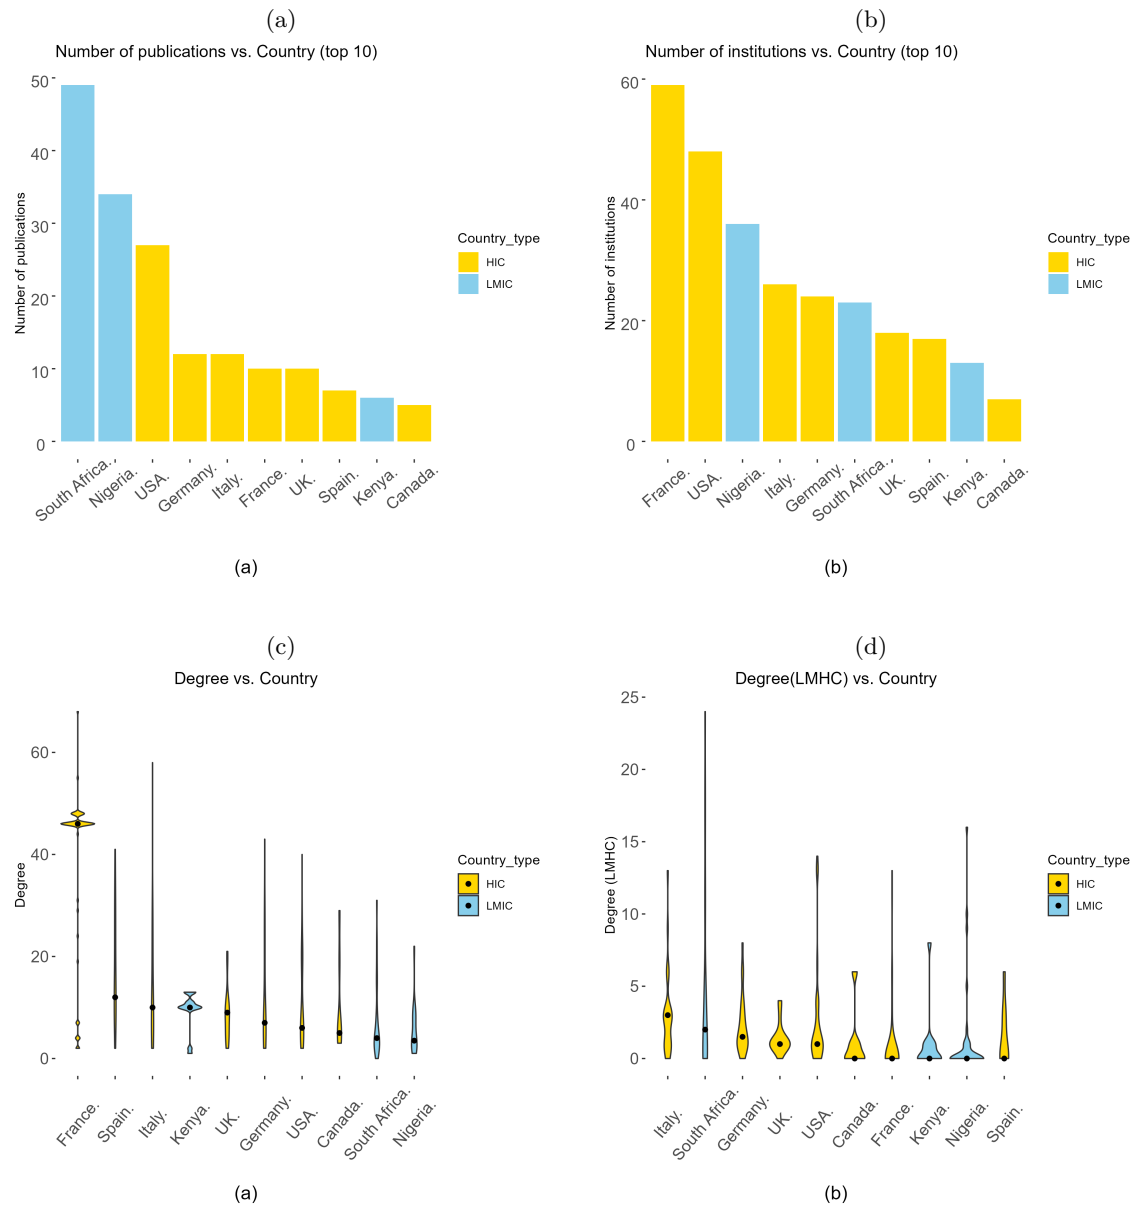 (a)
Number of publications vs. Country (top 10)
50
40
30
20
10
0
Number of publications
South Africa.
Nigeria.
USA.
Germany.
Italy.
France.
UK.
Spain.
Kenya.
Canada.
Country_type
HIC
LMIC
(a)
(b)
Number of institutions vs. Country (top 10)
60
40
20
0
Number of institutions
France.
USA.
Nigeria.
Italy.
Germany.
South Africa.
UK.
Spain.
Kenya.
Canada.
Country_type
HIC
LMIC
(b)
(c)
Degree vs. Country
60
40
20
0
Degree
France.
Spain.
Italy.
Kenya.
UK.
Germany.
USA.
Canada.
South Africa.
Nigeria.
Country_type
HIC
LMIC
(a)
(d)
Degree(LMHC) vs. Country
25
20
15
10
5
0
Degree (LMHC)
Italy.
South Africa.
Germany.
UK.
USA.
Canada.
France.
Kenya.
Nigeria.
Spain.
Country_type
HIC
LMIC
(b)